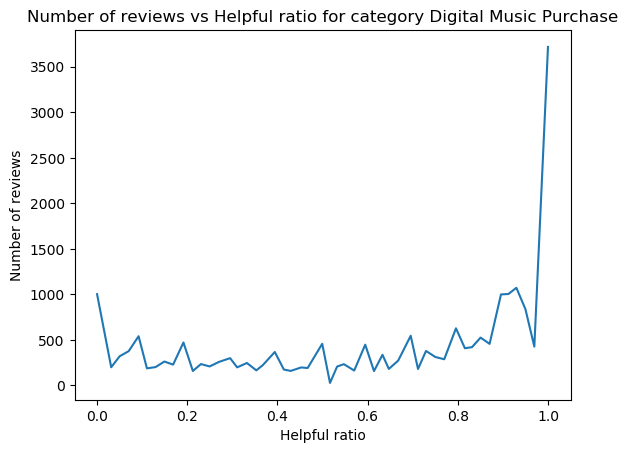 Number of reviews vs Helpful ratio for category Digital Music Purchase
3500
3000
2500
2000
1500
1000
500
0
Number of reviews
0.0 0.2 0.4 0.6 0.8 1.0
Helpful ratio